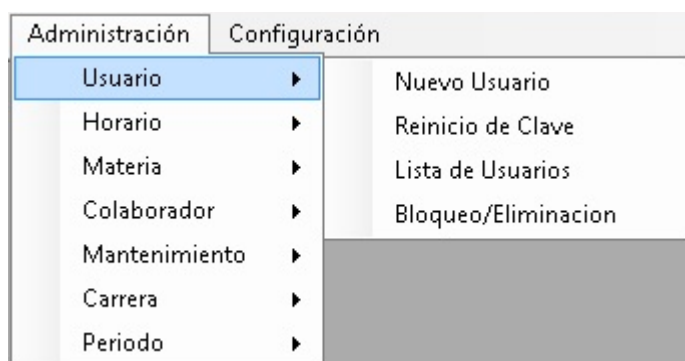 Administración Configuración
Usuario
Horario
Materia
Colaborador
Mantenimiento
Carrera
Periodo
Nuevo Usuario
Reinicio de Clave
Lista de Usuarios
Bloqueo/Eliminacion